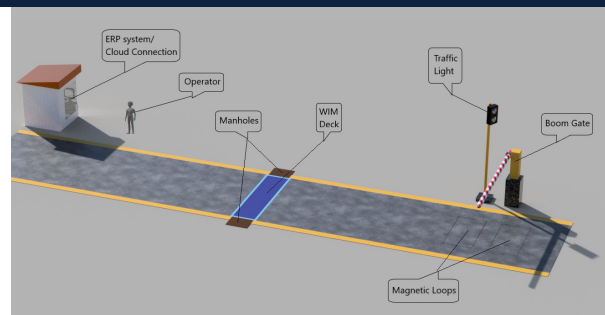 ERP system/
Cloud Connection
Operator
Manholes
WIM
Deck
Traffic
Light
Boom Gate
Magnetic Loops